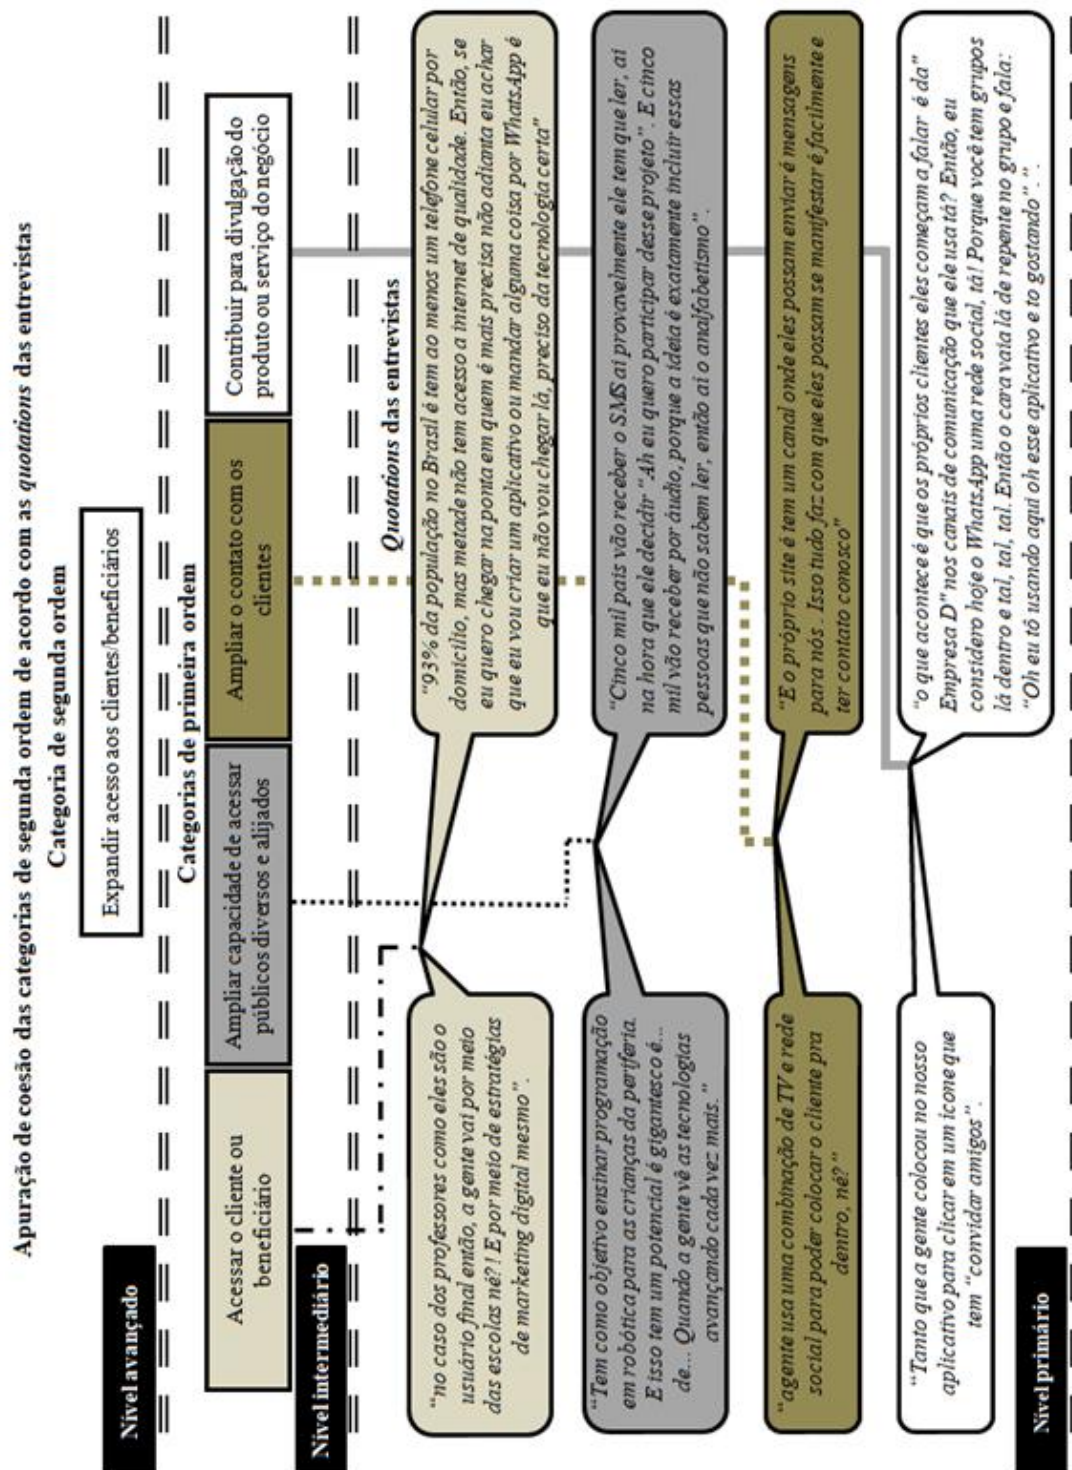 Apuração de coesão das categorias de segunda ordem de acordo com as quotations das entrevistas
Categoria de segunda ordem
Expandir acesso aos clientes/beneficiários
Nível avançado
Categorias de primeira ordem
Acessar o cliente ou
beneficiário
Ampliar capacidade de acessar
públicos diversos e alijados
Ampliar o contato com os
clientes
Contribuir para divulgação do
produto ou serviço do negócio
Nível intermediário
Quotations das entrevistas
“no caso dos professores como eles são o
usuário final então, a gente vai por meio
das escolas né? ! E por meio de estratégias
de marketing digital mesmo”.
“93% da população no Brasil é tem ao menos um telefone celular por
domicílio, mas metade não tem acesso a internet de qualidade. Então, se
eu quero chegar na ponta em quem é mais precisa não adianta eu achar
que eu vou criar um aplicativo ou mandar alguma coisa por WhatsApp é
que eu não vou chegar lá, preciso da tecnologia certa”
“Tem como objetivo ensinar programação
em robótica para as crianças da periferia.
E isso tem um potencial é gigantesco é...
de... Quando a gente vê as tecnologias
avançando cada vez mais.”
“Cinco mil pais vão receber o SMS aí provavelmente ele tem que ler, aí
na hora que ele decidir “Ah eu quero participar desse projeto”. E cinco
mil vão receber por áudio, porque a ideia é exatamente incluir essas
pessoas que não sabem ler, então aí o analfabetismo”.
“agente usa uma combinação de TV e rede
social para poder colocar o cliente pra
dentro, né?”
“E o próprio site é tem um canal onde eles possam enviar é mensagens
para nós . Isso tudo faz com que eles possam se manifestar é facilmente e
ter contato conosco”
“Tanto que a gente colocou no nosso
aplicativo para clicar em um icone que
tem “convidar amigos”.
“o que acontece é que os próprios clientes eles começam a falar é da”
Empresa D”nos canais de comunicação que ele usa tá? Então, eu
considero hoje o WhatsApp uma rede social, tá! Porque você tem grupos
lá dentro e tal, tal, tal. Então o cara vaia lá de repente no grupo e fala:
“Oh eu tô usando aqui oh esse aplicativo e to gostando”.”.
Nível primário